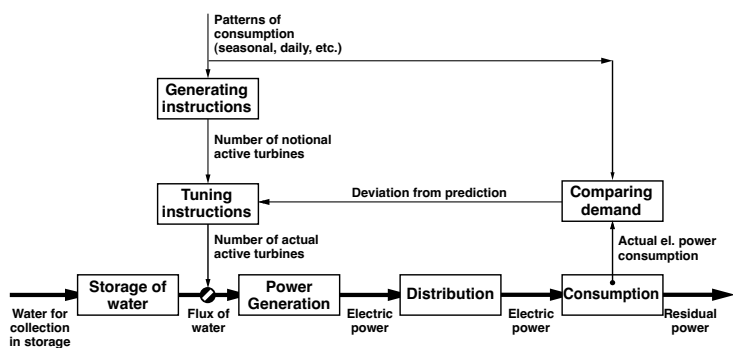 Patterns of
consumption
(seasonal, daily, etc.)
Generating
instructions
Number of notional
active turbines
Tuning
instructions
Deviation from prediction
Comparing
demand
Number of actual
active turbines
Actual el. power
consumption
Storage of
water
Power
Generation
Distribution
Consumption
Water for
collection
in storage
Flux of
water
Electric
power
Electric
power
Residual
power